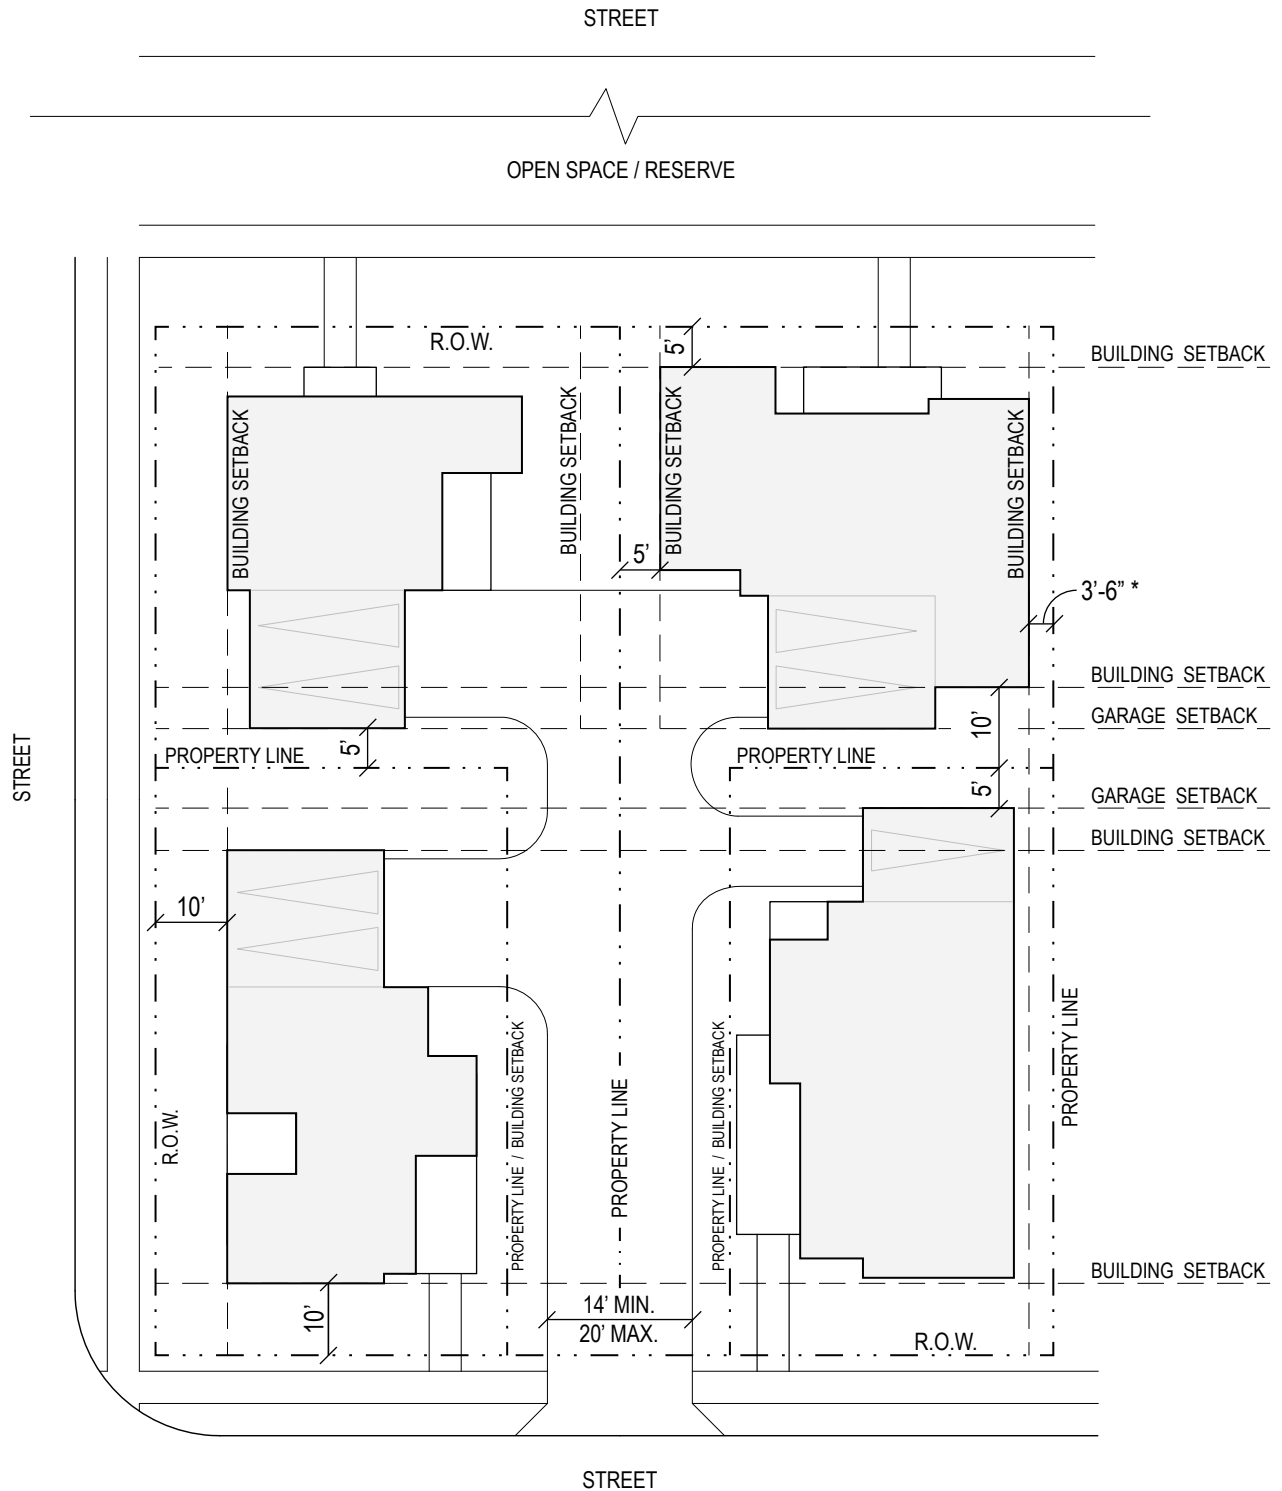 STREET
OPEN SPACE / RESERVE
R.O.W.
5'
BUILDING SETBACK
BUILDING SETBACK
BUILDING SETBACK
BUILDING SETBACK
BUILDING SETBACK
5'
3'-6" *
BUILDING SETBACK
GARAGE SETBACK
10'
5'
PROPERTY LINE
PROPERTY LINE
STREET
5'
GARAGE SETBACK
BUILDING SETBACK
10'
R.O.W.
PROPERTY LINE / BUILDING SETBACK
PROPERTY LINE
PROPERTY LINE / BUILDING SETBACK
PROPERTY LINE
BUILDING SETBACK
10'
14' MIN.
20' MAX.
R.O.W.
STREET